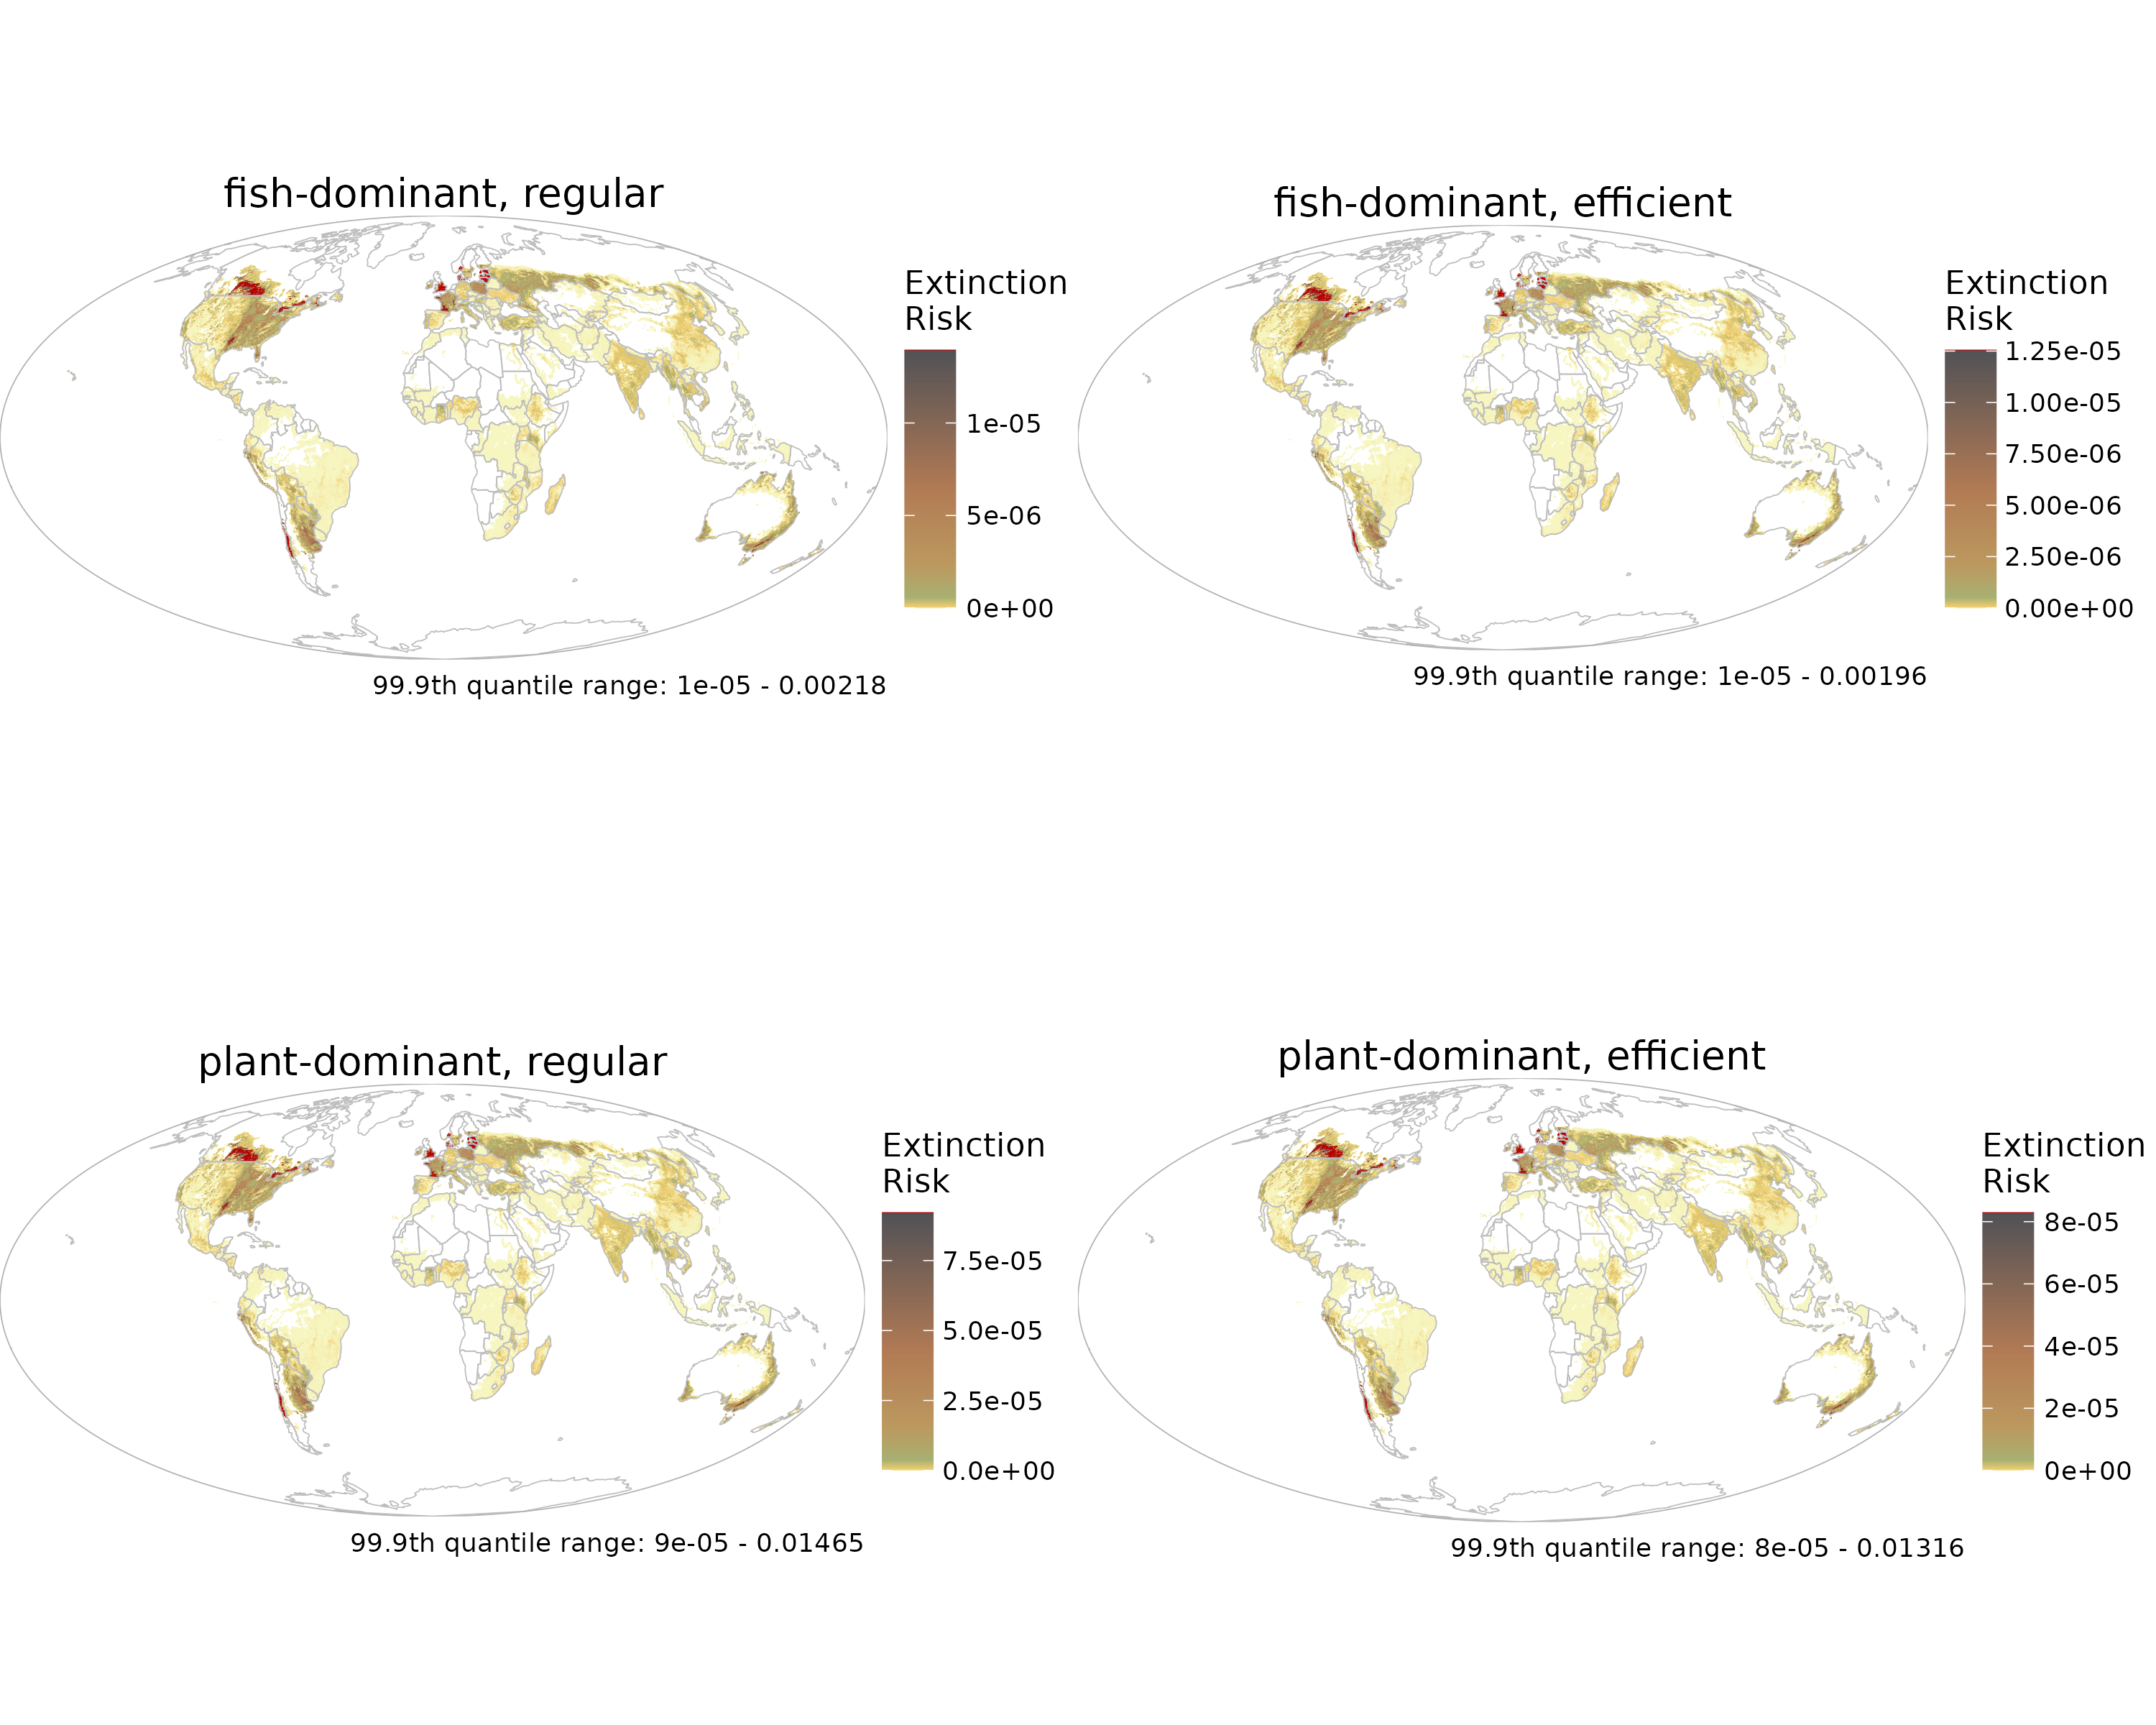 fish-dominant, regular
Extinction
Risk
1e-05
5e-06
0e+00
99.9th quantile range: 1e-05 - 0.00218
fish-dominant, efficient
Extinction
Risk
1.25e-05
1.00e-05
7.50e-06
5.00e-06
2.50e-06
0.00e+00
99.9th quantile range: 1e-05 - 0.00196
plant-dominant, regular
Extinction
Risk
7.5e-05
5.0e-05
2.5e-05
0.0e+00
99.9th quantile range: 9e-05 - 0.01465
plant-dominant, efficient
Extinction
Risk
8e-05
6e-05
4e-05
2e-05
0e+00
99.9th quantile range: 8e-05 - 0.01316